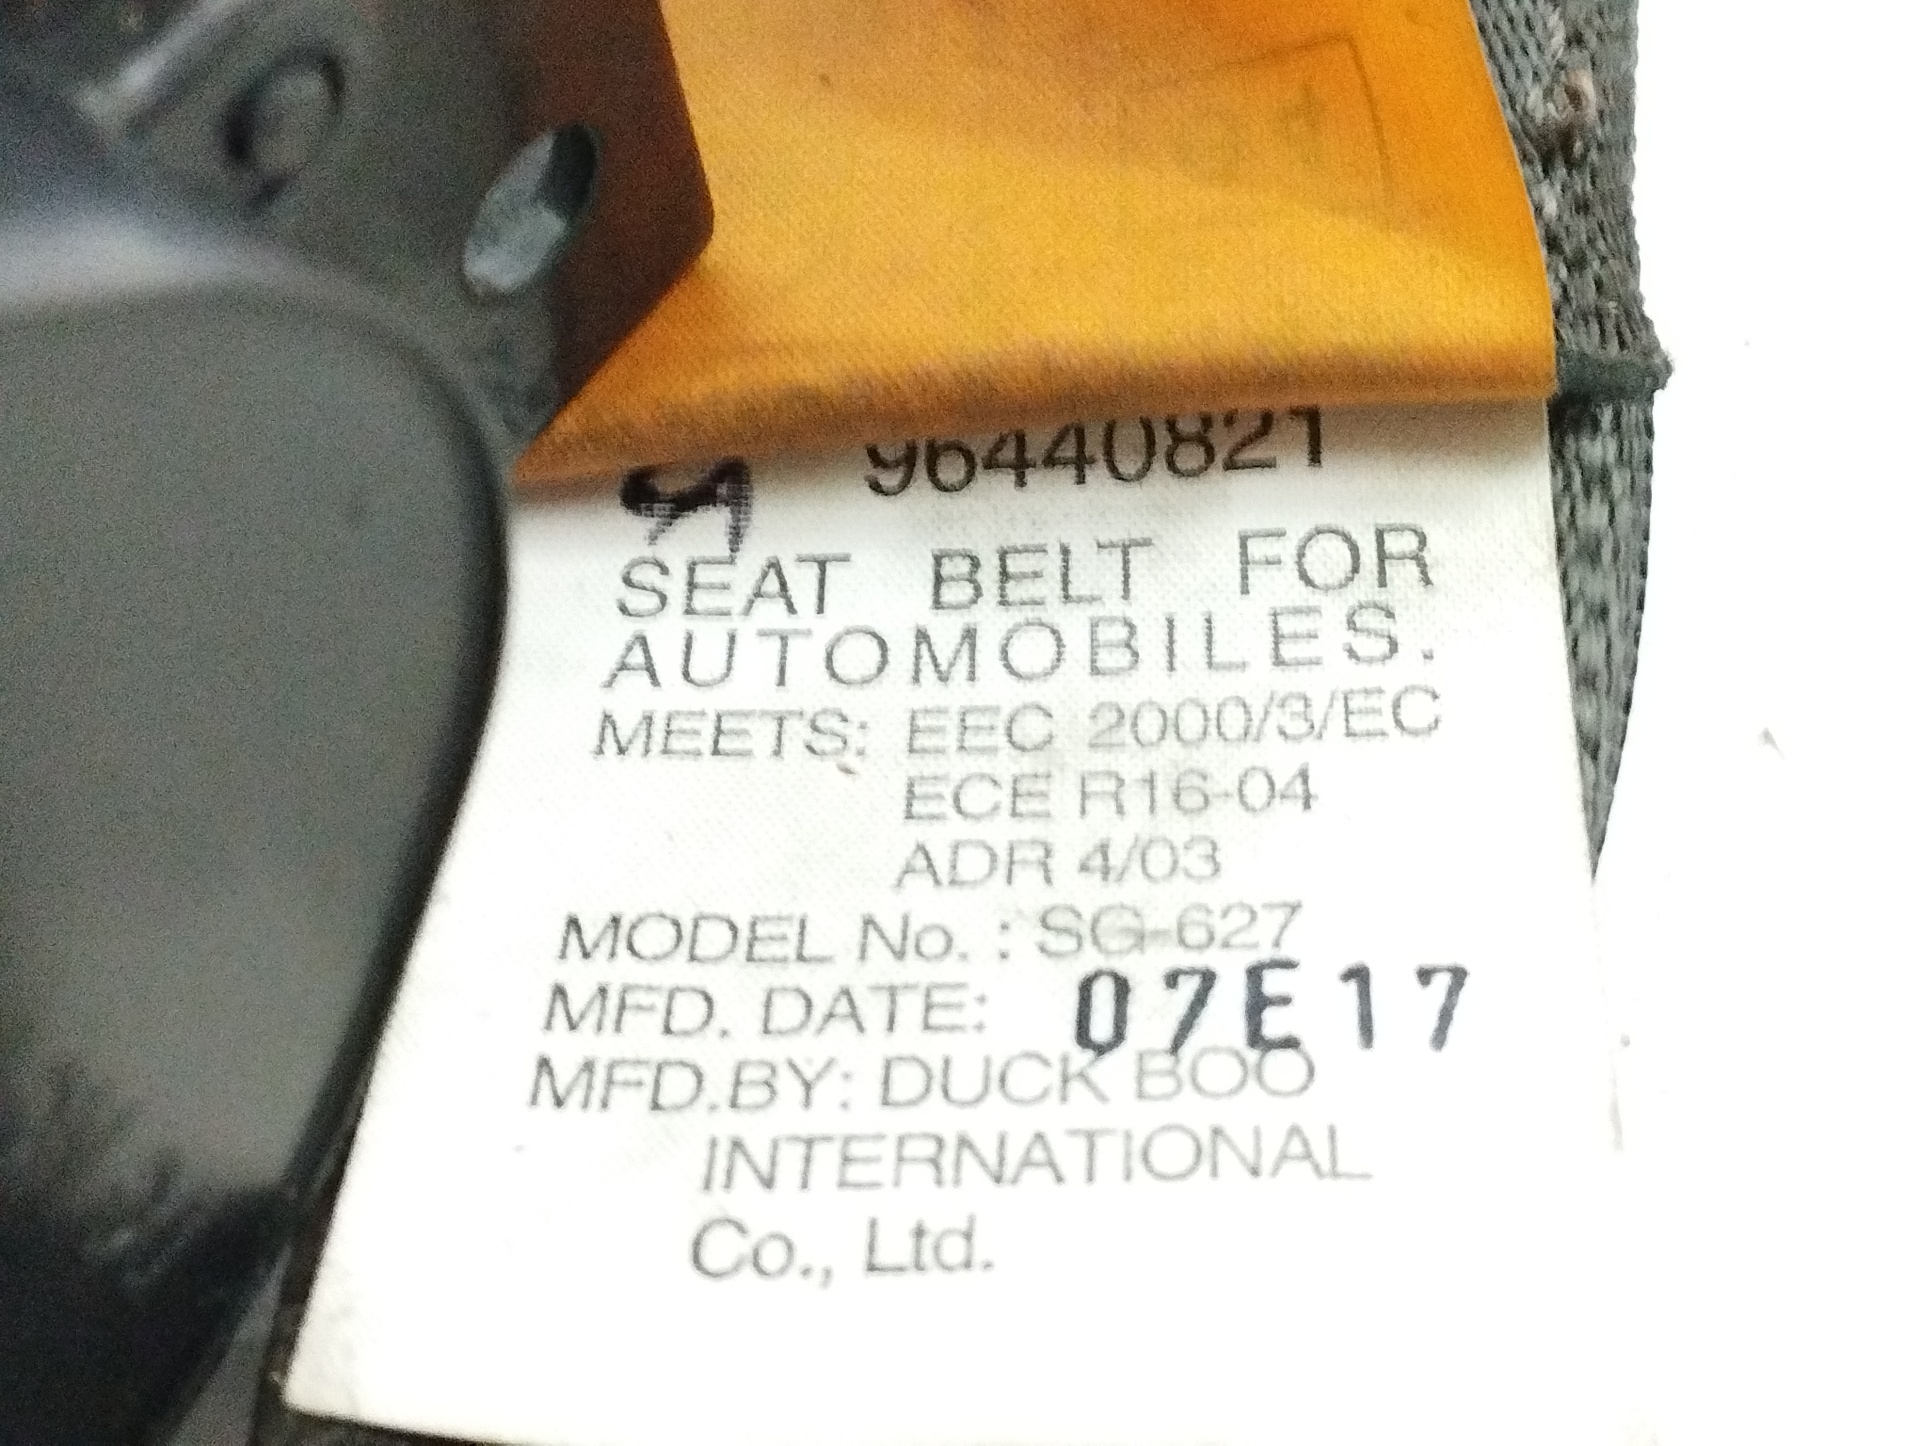 96440821
SEAT BELT FOR
AUTOMOBILES.
MEETS: EEC 2000/3/EC
ECE R16-04
ADR 4/03
MODEL No. : SG-627
MFD. DATE: 07E17
MFD.BY: DUCK BOO
INTERNATIONAL
Co., Ltd.